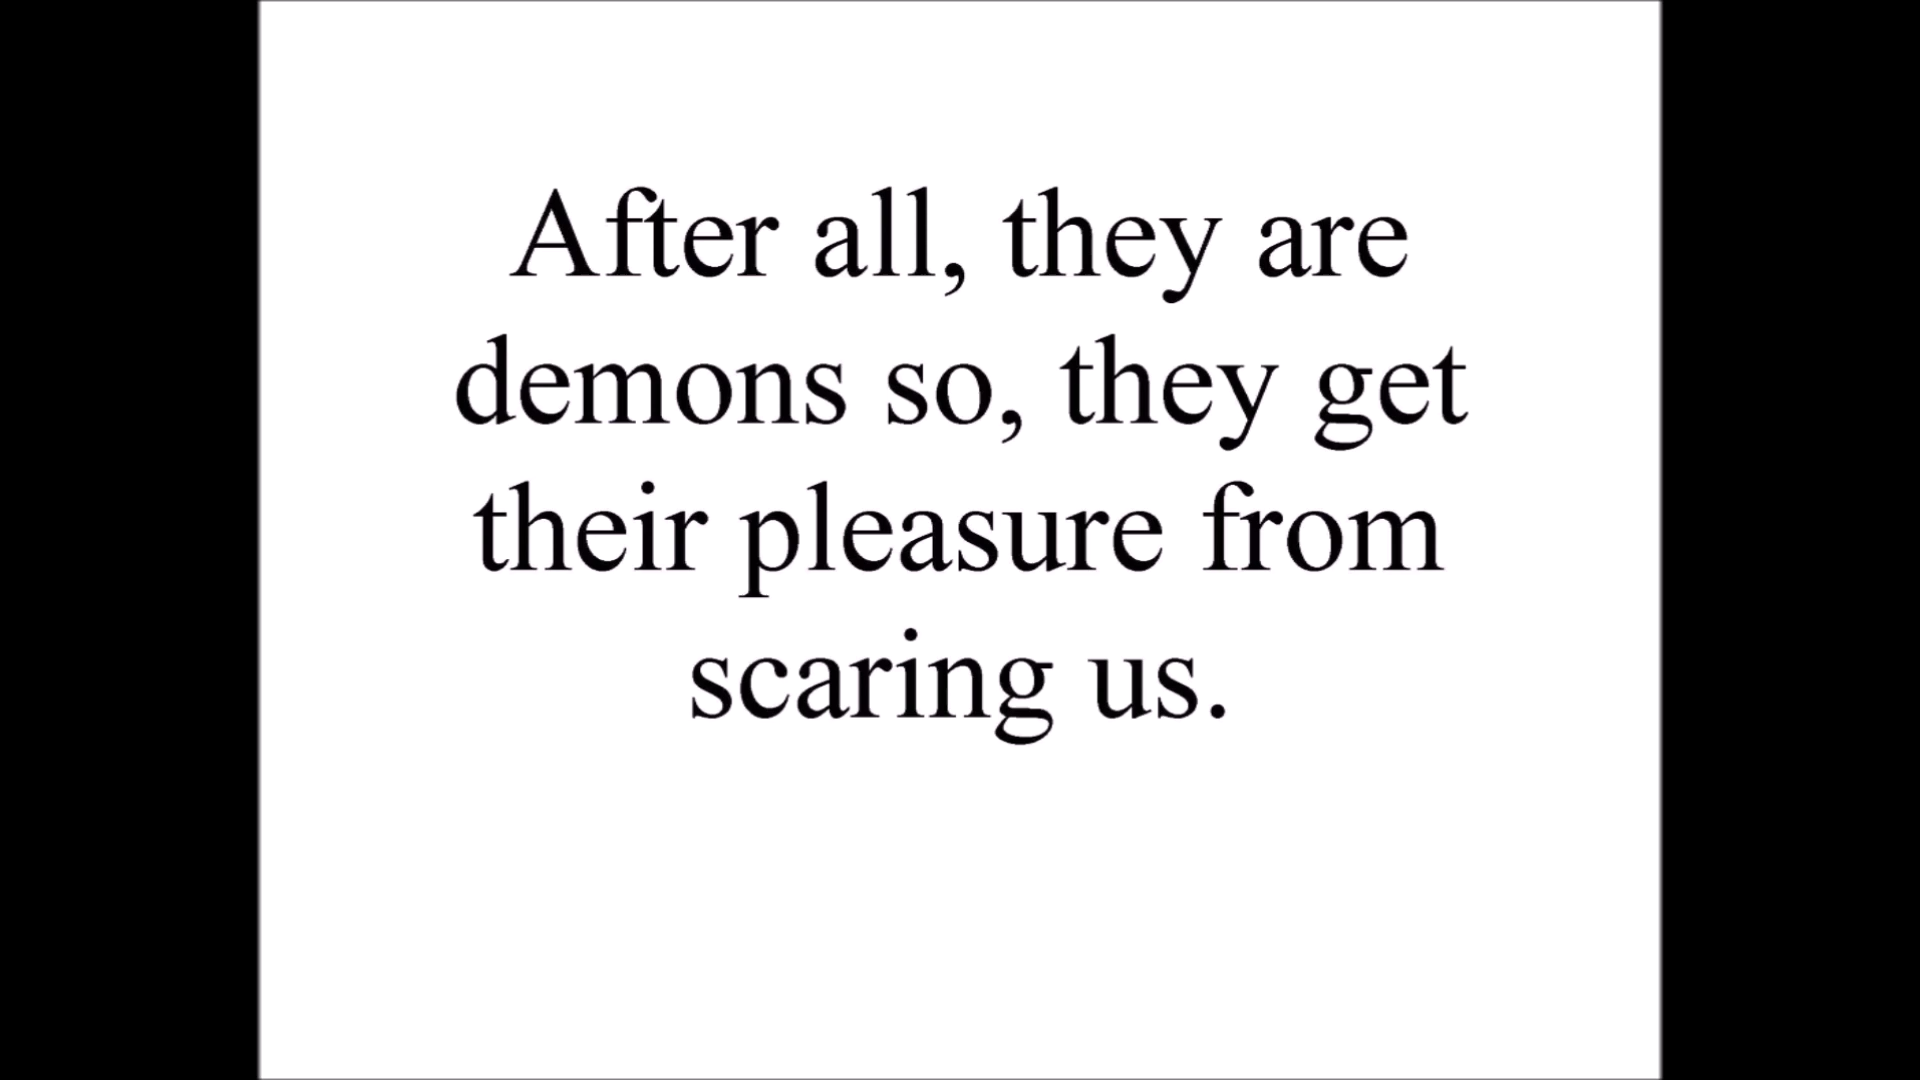 After all, they are
demons so, they get
their pleasure from
scaring us.